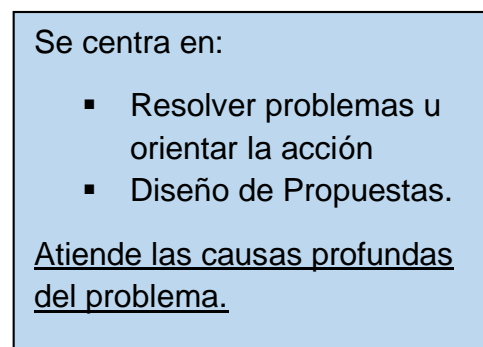 Se centra en:
▪ Resolver problemas u
orientar la acción
▪ Diseño de Propuestas.
Atiende las causas profundas
del problema.